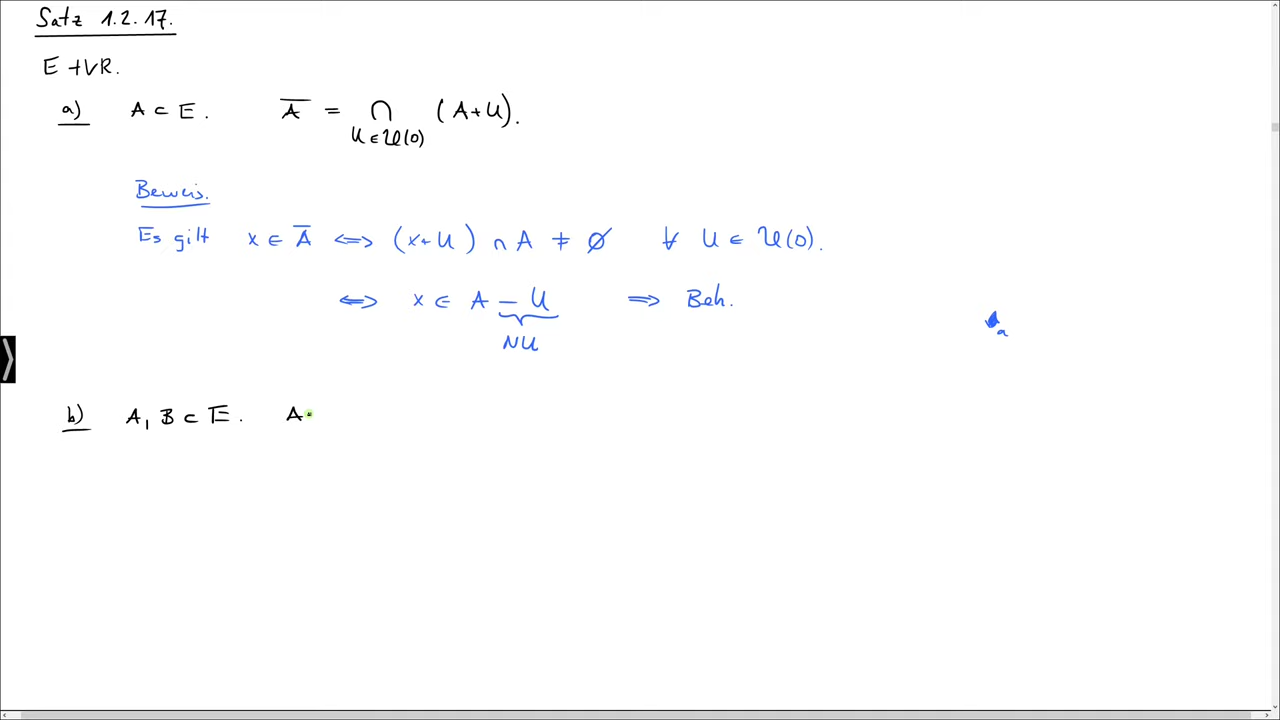 Satz 1.2.17.
E tVR.
a) A ⊂ E. A̅ = ∩ (A+U).
U ∈ 𝒰(0)
Beweis.
Es gilt x ∈ A̅ ⟺ (x+U) ∩ A ≠ ∅ ∀ U ∈ 𝒰(0).
⟺ x ∈ A − U ⟹ Beh.
NU
b) A, B ⊂ E. A